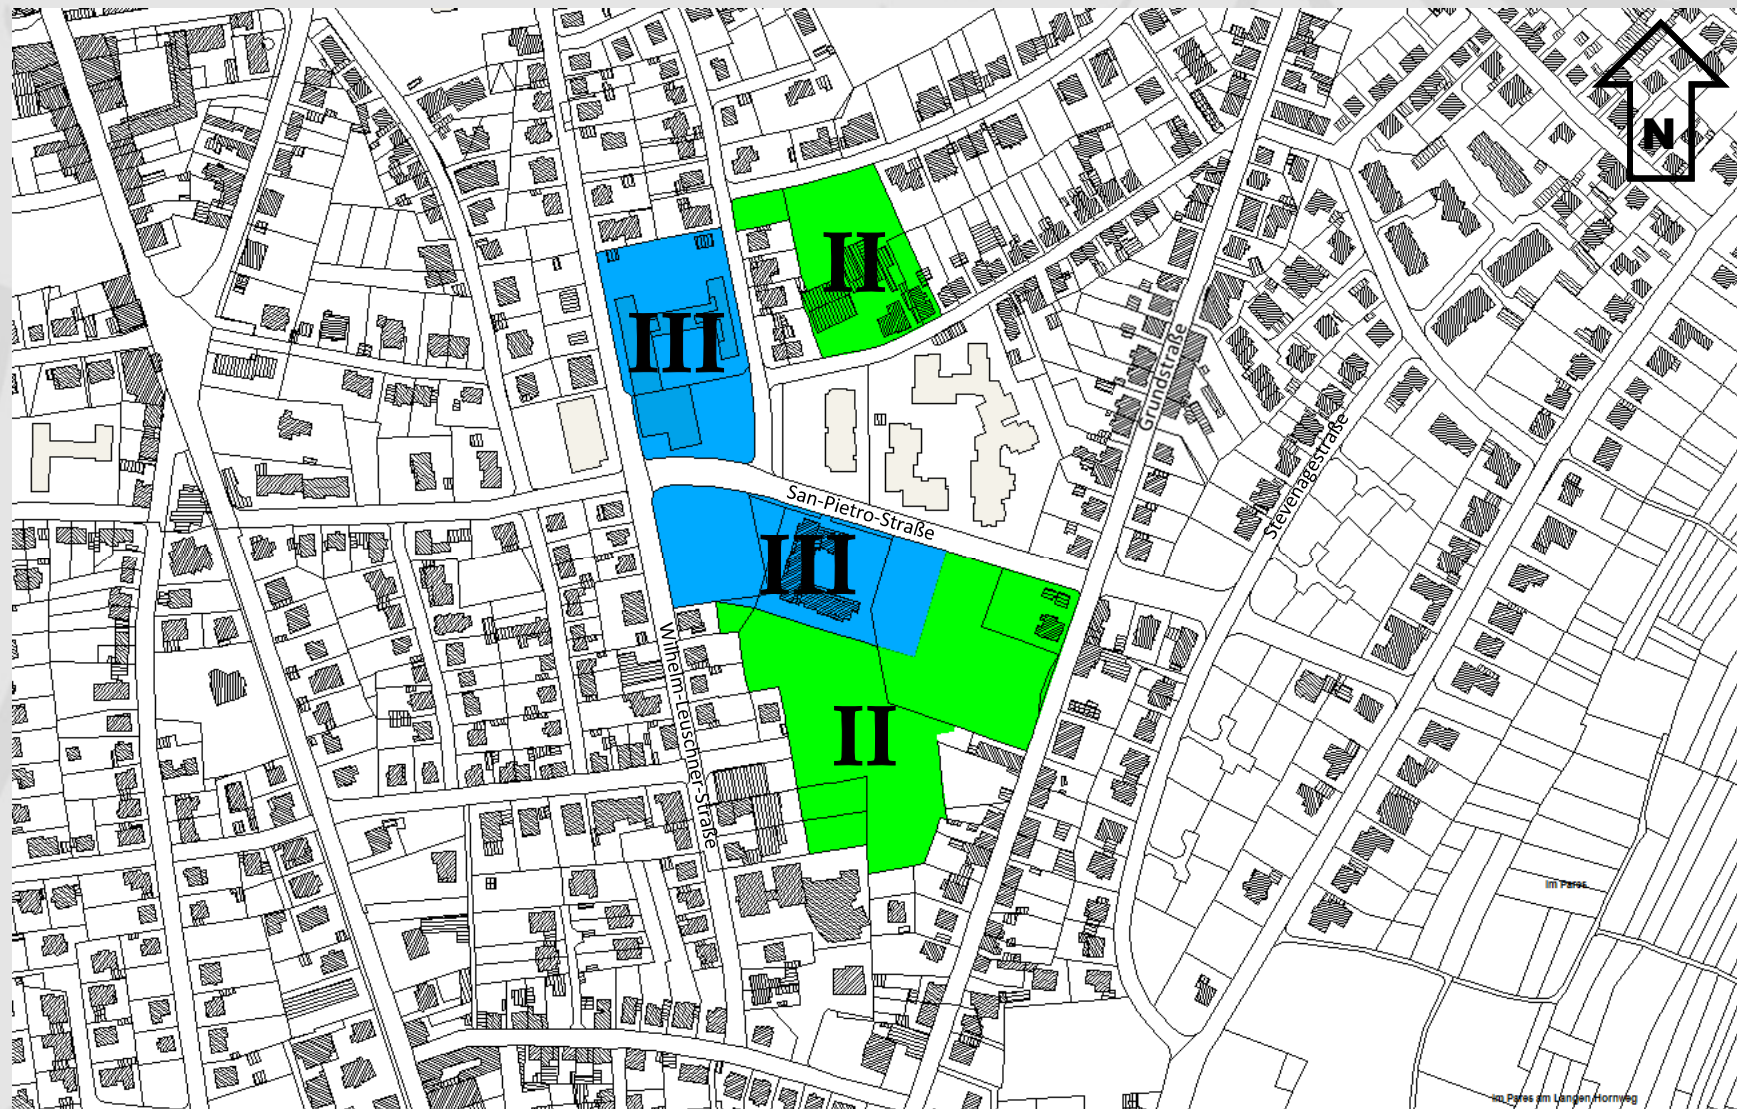 N
II
III
Grundstraße
Stevenagestraße
San-Pietro-Straße
III
Wilhelm-Leuschner-Straße
II
Im Pares
Im Pares am Langen Hornweg